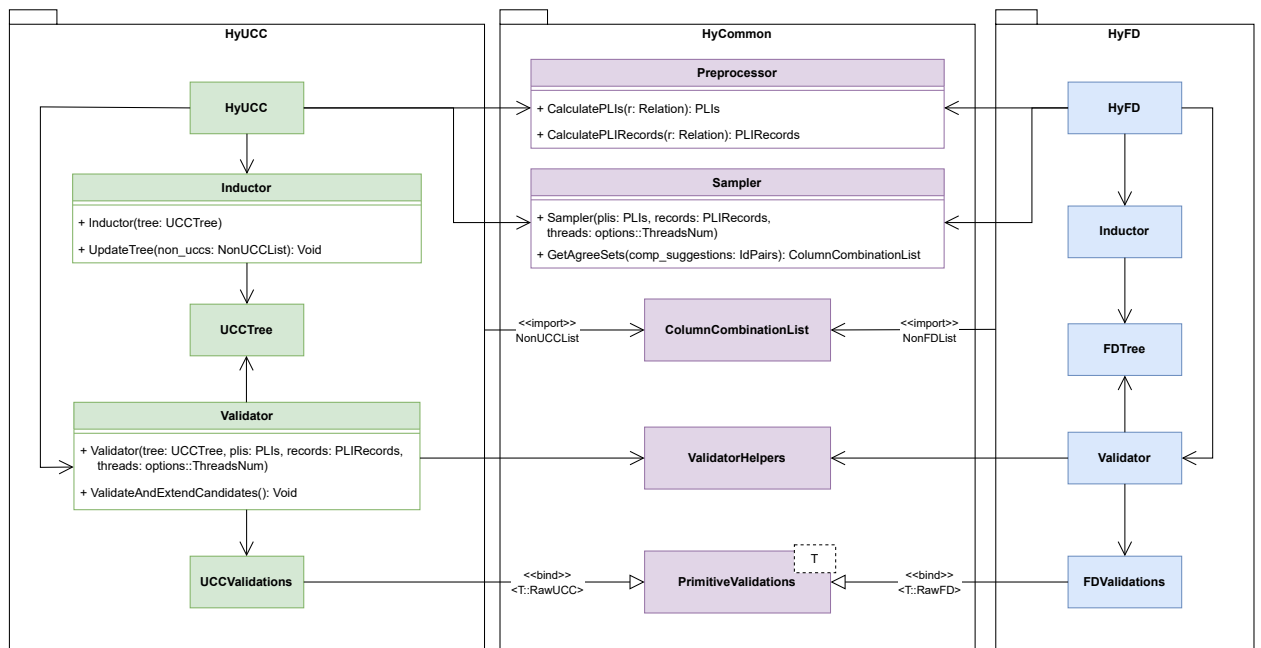 HyUCC
HyUCC
Inductor
+ Inductor(tree: UCCTree)
+ UpdateTree(non_uccs: NonUCCList): Void
UCCTree
Validator
+ Validator(tree: UCCTree, plis: PLIs, records: PLIRecords,
threads: options::ThreadsNum)
+ ValidateAndExtendCandidates(): Void
UCCValidations
HyCommon
Preprocessor
+ CalculatePLIs(r: Relation): PLIs
+ CalculatePLIRecords(r: Relation): PLIRecords
Sampler
+ Sampler(plis: PLIs, records: PLIRecords,
threads: options::ThreadsNum)
+ GetAgreeSets(comp_suggestions: IdPairs): ColumnCombinationList
<<import>>
NonUCCList
ColumnCombinationList
<<import>>
NonFDList
ValidatorHelpers
<<bind>>
<T::RawUCC>
T
PrimitiveValidations
<<bind>>
<T::RawFD>
HyFD
HyFD
Inductor
FDTree
Validator
FDValidations